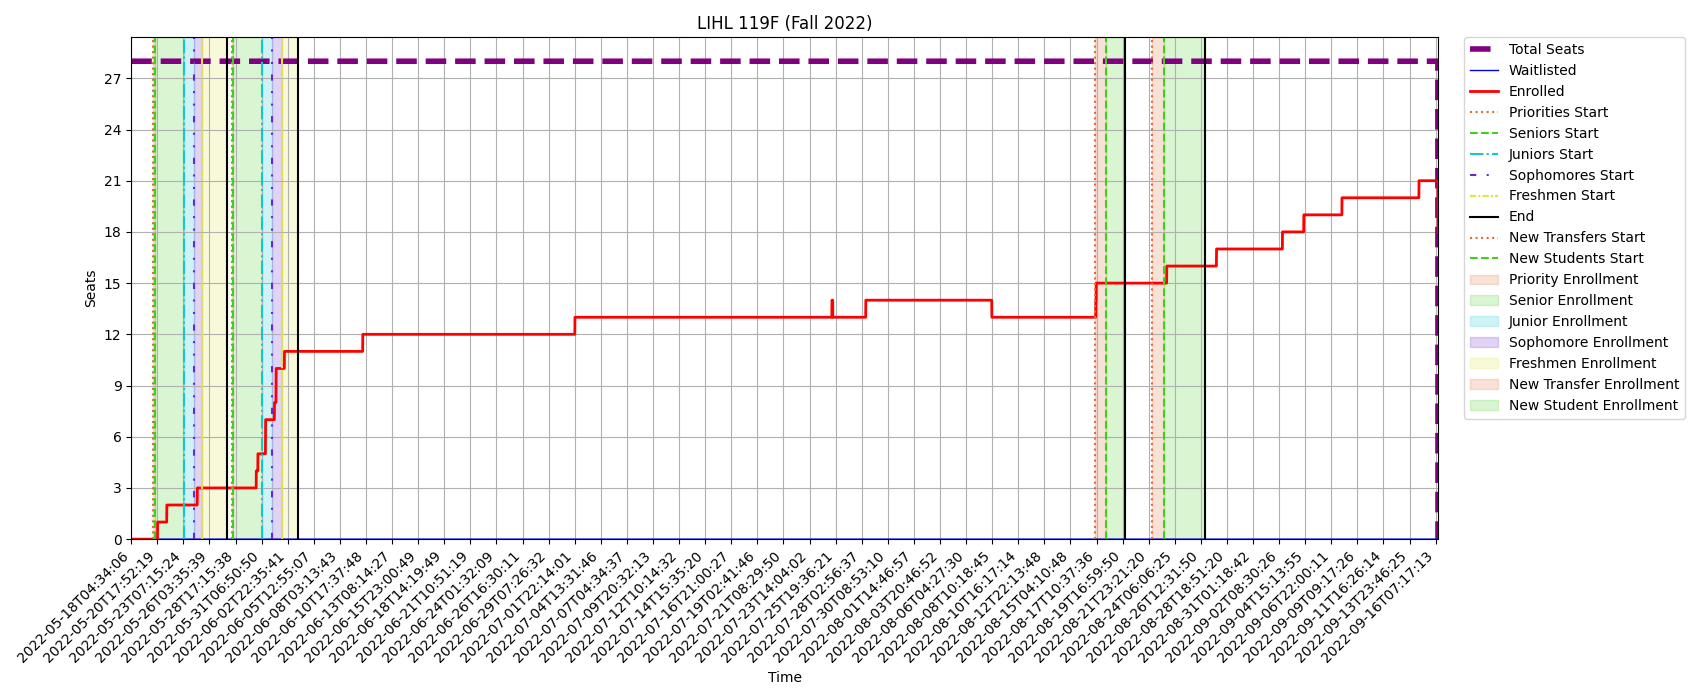 LIHL 119F (Fall 2022)
Seats
27
24
21
18
15
12
9
6
3
0
2022-05-18T04:34:06
2022-05-20T17:52:19
2022-05-23T07:15:24
2022-05-26T03:35:39
2022-05-28T17:15:38
2022-05-31T06:50:50
2022-06-02T22:35:41
2022-06-05T12:55:07
2022-06-08T03:13:43
2022-06-10T17:37:48
2022-06-13T08:14:27
2022-06-15T23:00:49
2022-06-18T14:19:49
2022-06-21T10:51:19
2022-06-24T01:32:09
2022-06-26T16:30:11
2022-06-29T07:26:32
2022-07-01T22:14:01
2022-07-04T13:31:46
2022-07-07T04:34:37
2022-07-09T20:32:13
2022-07-12T10:14:32
2022-07-14T15:35:20
2022-07-16T21:00:27
2022-07-19T02:41:46
2022-07-21T08:29:50
2022-07-23T14:04:02
2022-07-25T19:36:21
2022-07-28T02:56:37
2022-07-30T08:53:10
2022-08-01T14:46:57
2022-08-03T20:46:52
2022-08-06T04:27:30
2022-08-08T10:18:45
2022-08-10T16:17:14
2022-08-12T22:13:48
2022-08-15T04:10:48
2022-08-17T10:37:36
2022-08-19T16:59:50
2022-08-21T23:21:20
2022-08-24T06:06:25
2022-08-26T12:31:50
2022-08-28T18:51:20
2022-08-31T01:18:42
2022-09-02T08:30:26
2022-09-04T15:13:55
2022-09-06T22:00:11
2022-09-09T09:17:26
2022-09-11T16:26:14
2022-09-13T23:46:25
2022-09-16T07:17:13
Time
Total Seats
Waitlisted
Enrolled
Priorities Start
Seniors Start
Juniors Start
Sophomores Start
Freshmen Start
End
New Transfers Start
New Students Start
Priority Enrollment
Senior Enrollment
Junior Enrollment
Sophomore Enrollment
Freshmen Enrollment
New Transfer Enrollment
New Student Enrollment